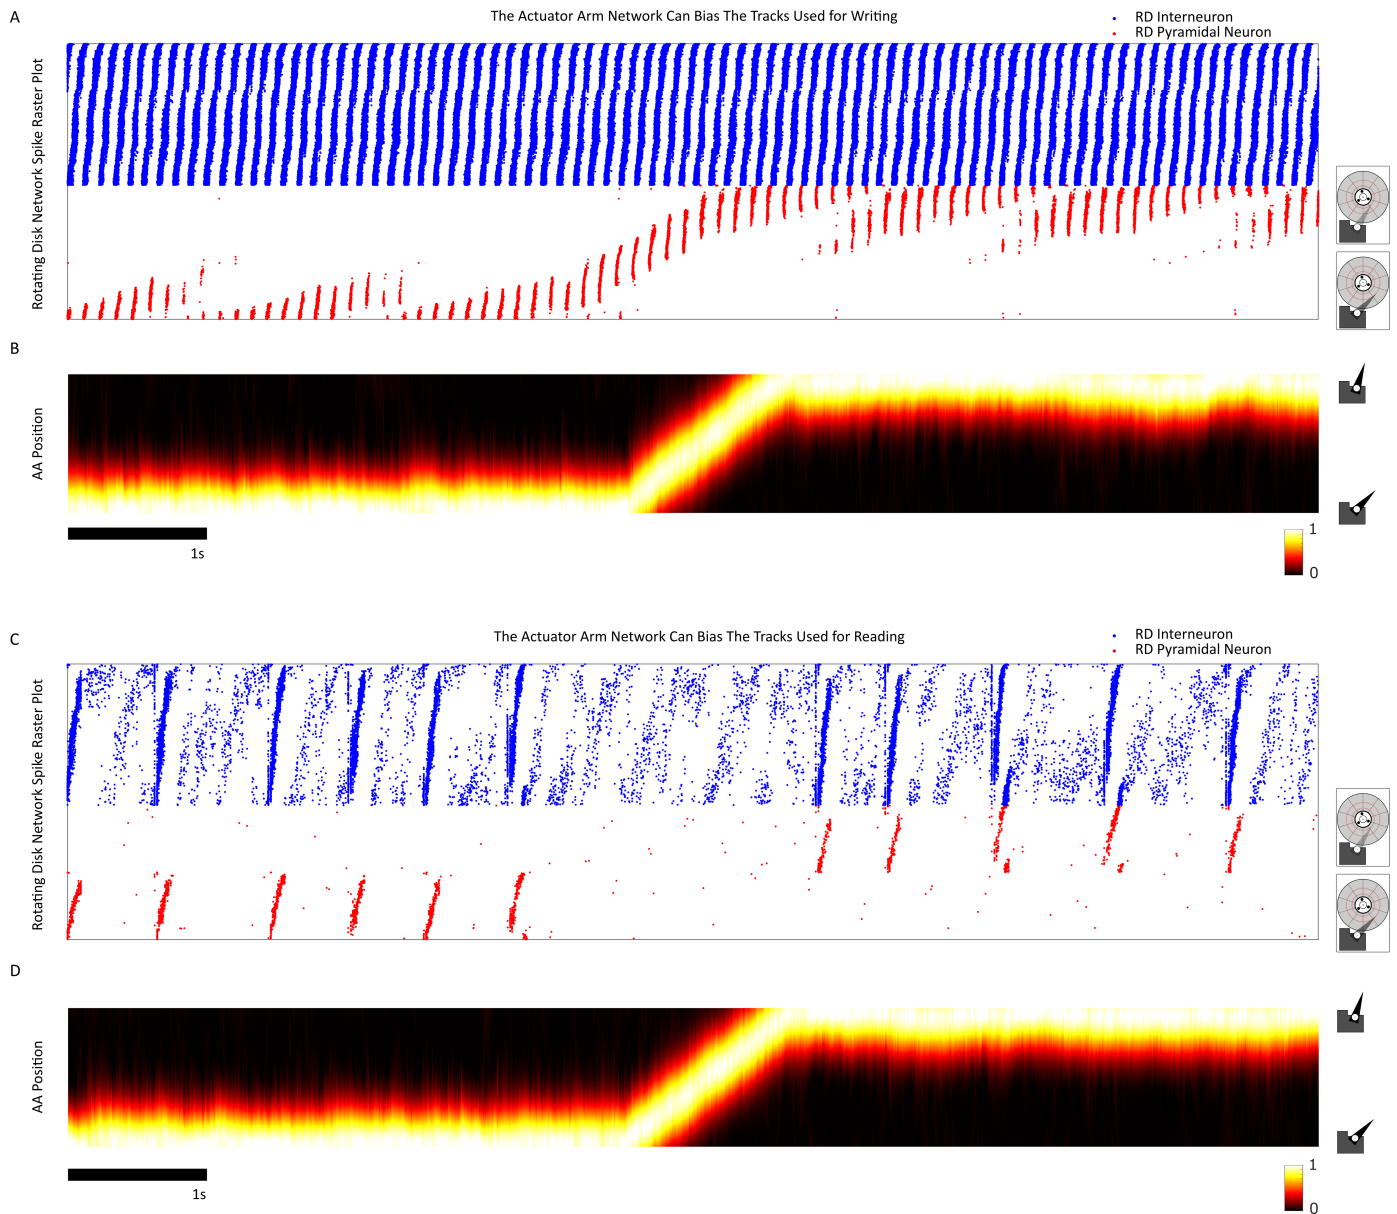 A
The Actuator Arm Network Can Bias The Tracks Used for Writing
RD Interneuron
RD Pyramidal Neuron
Rotating Disk Network Spike Raster Plot
B
AA Position
1s
1
0
C
The Actuator Arm Network Can Bias The Tracks Used for Reading
RD Interneuron
RD Pyramidal Neuron
Rotating Disk Network Spike Raster Plot
D
AA Position
1s
1
0